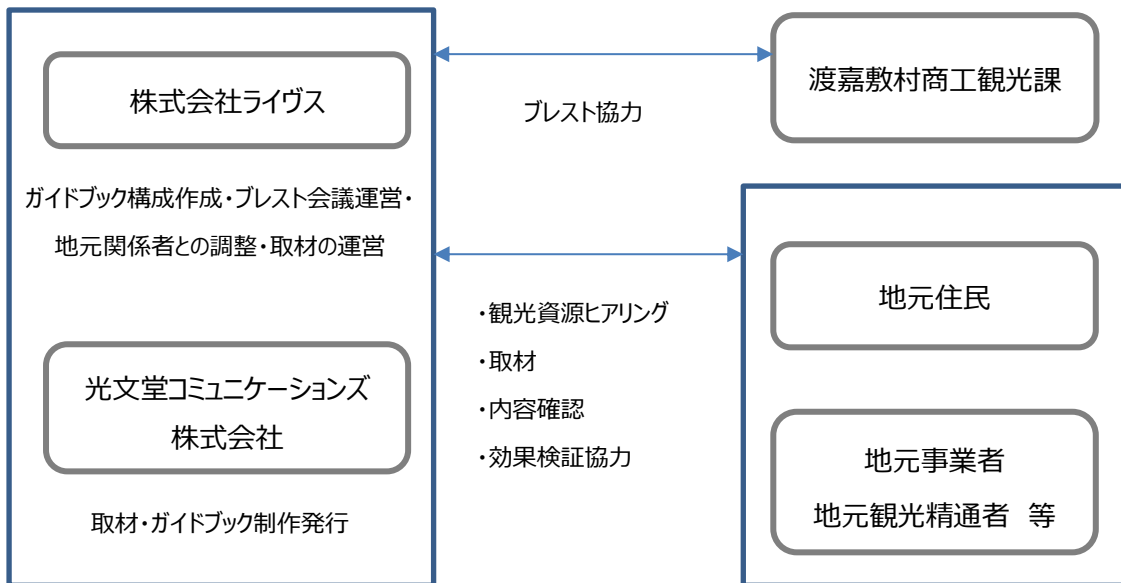 株式会社ライヴス
ガイドブック構成作成・ブレスト会議運営・
地元関係者との調整・取材の運営
光文堂コミュニケーションズ
株式会社
取材・ガイドブック制作発行
ブレスト協力
・観光資源ヒアリング
・取材
・内容確認
・効果検証協力
渡嘉敷村商工観光課
地元住民
地元事業者
地元観光精通者　等